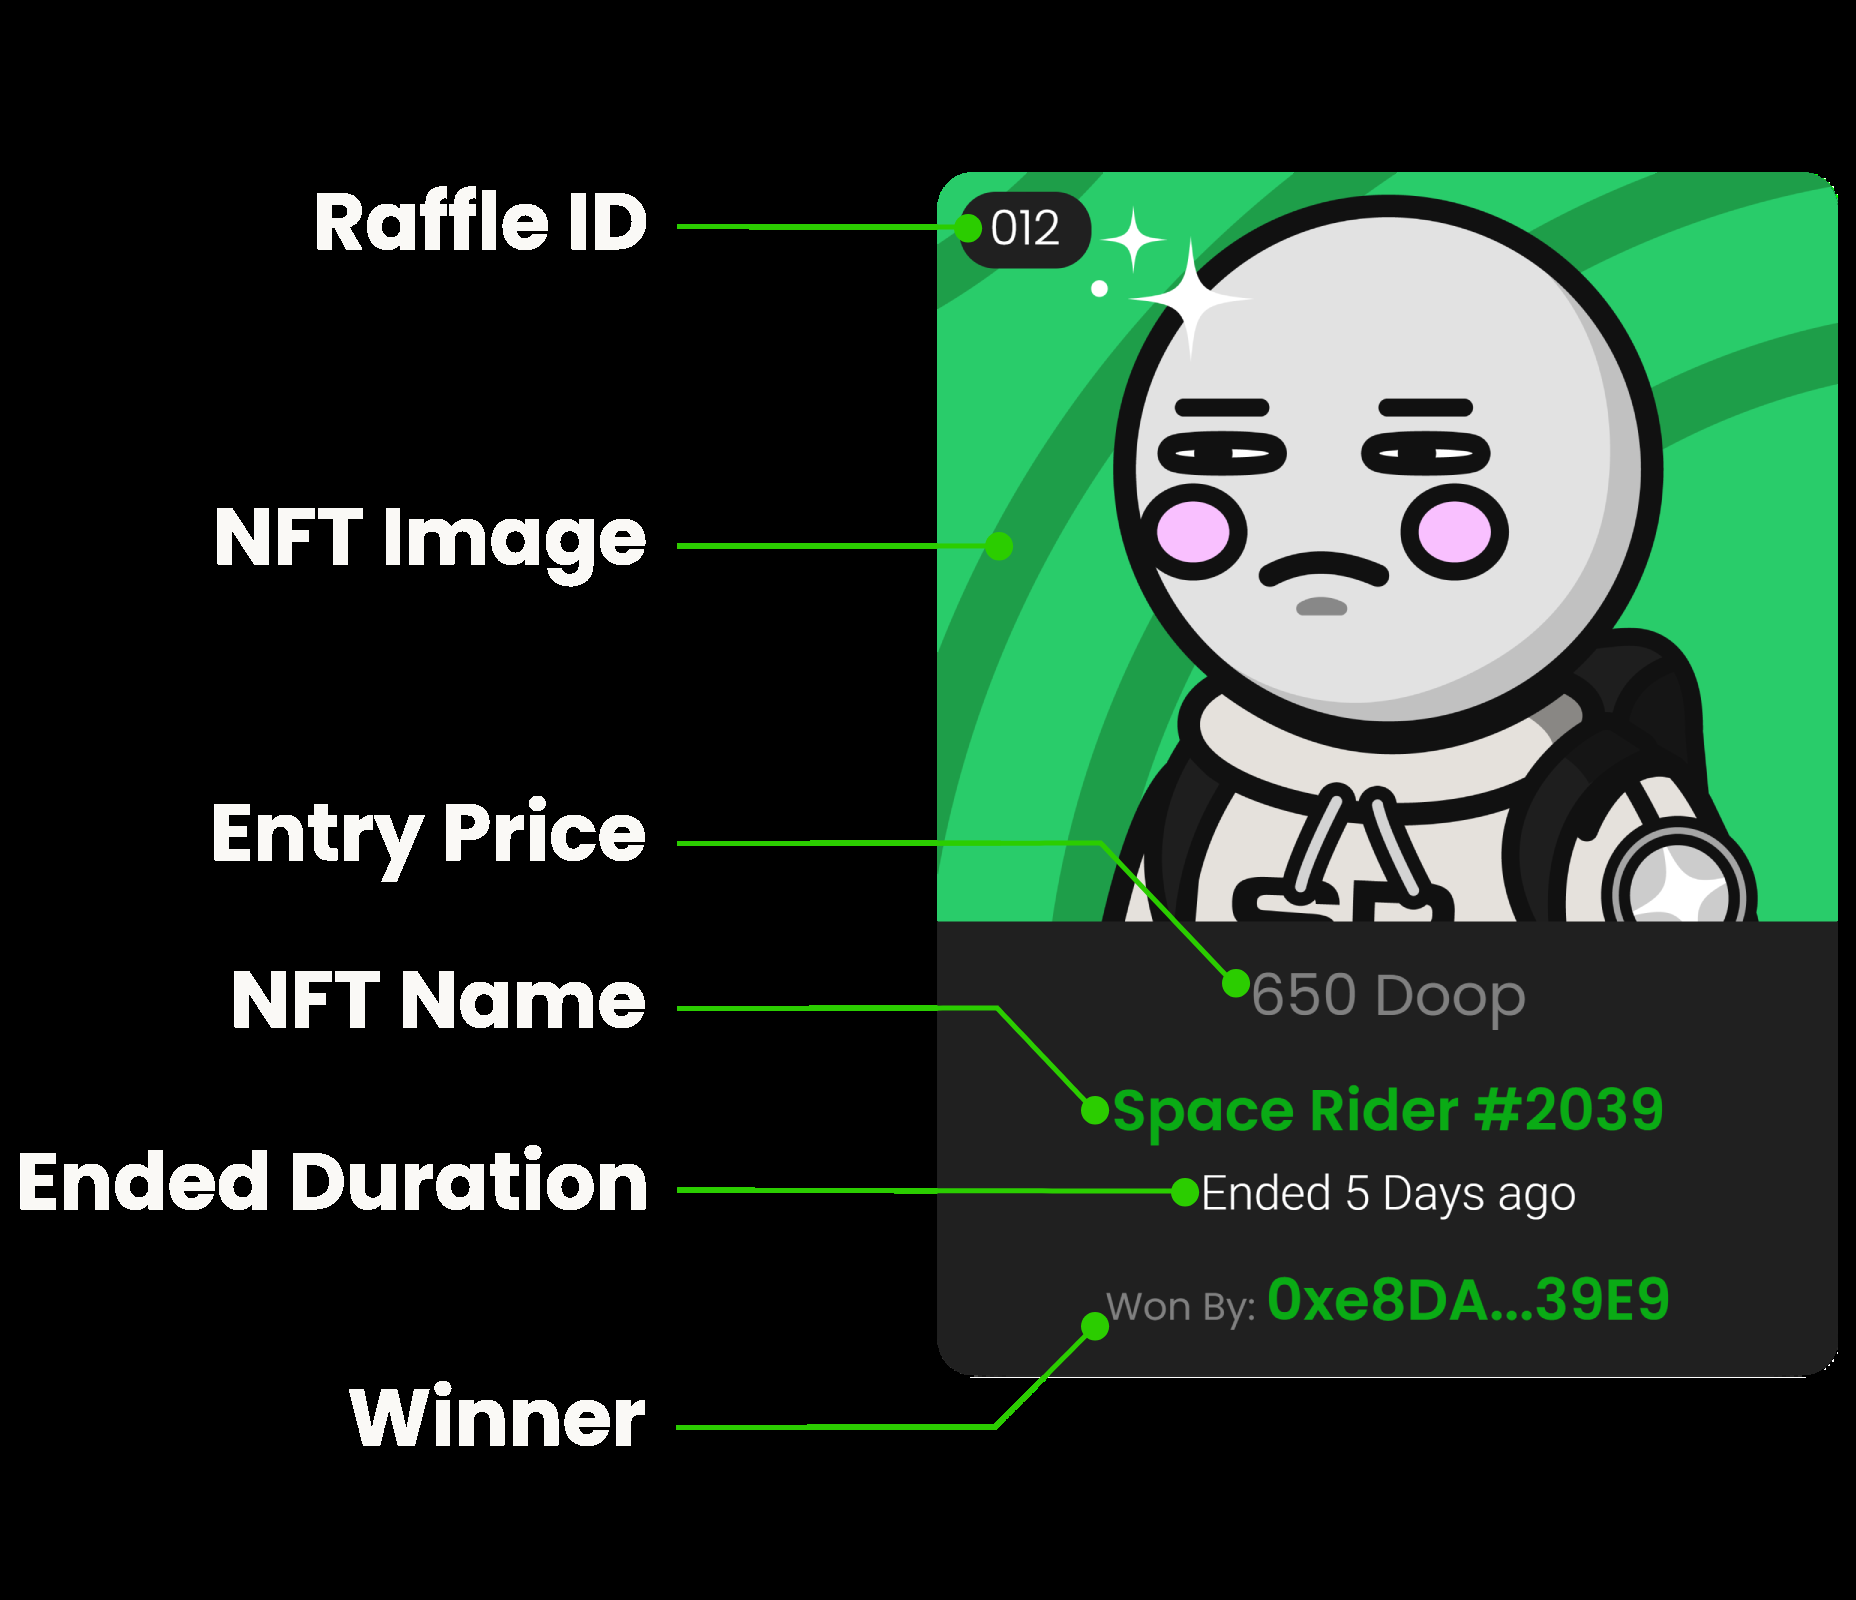 Raffle ID
012
NFT Image
Entry Price
650 Doop
NFT Name
Space Rider #2039
Ended Duration
Ended 5 Days ago
Won By: 0xe8DA...39E9
Winner